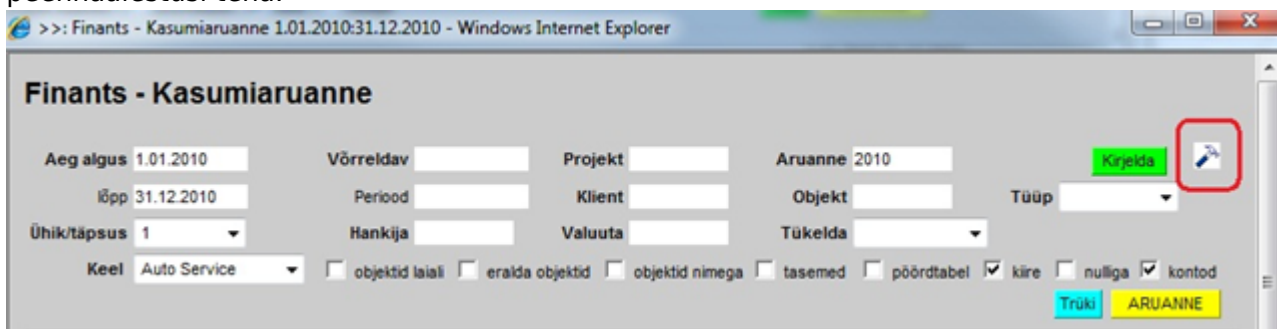 peenhäälestusi teha.
>>: Finants - Kasumiaruanne 1.01.2010:31.12.2010 - Windows Internet Explorer
Finants - Kasumiaruanne
Aeg algus 1.01.2010 Võrreldav Projekt Aruanne 2010 Kirjelda
lõpp 31.12.2010 Periood Klient Objekt Tüüp
Ühik/täpsus 1 Hankija Valuuta Tükelda
Keel Auto Service objektid laiali eralda objektid objektid nimega tasemed pöördtabel kiire nulliga kontod
Trüki ARUANNE